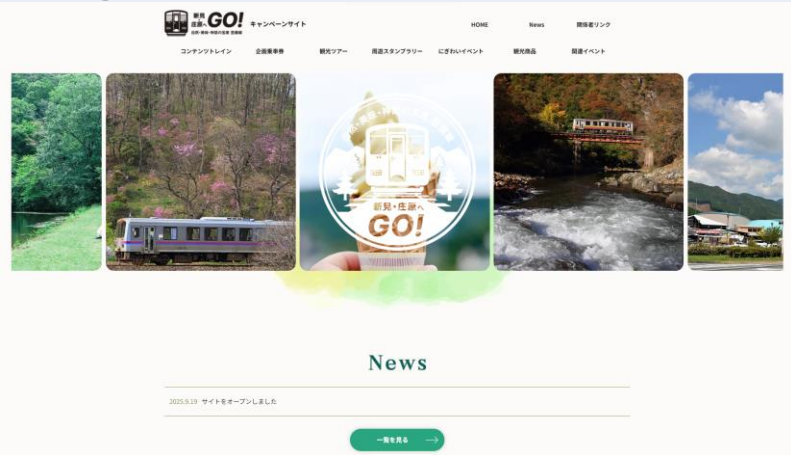 新見
庄原へGO!
キャンペーンサイト
HOME
News
関係者リンク
コンテンツトレイン
企画乗車券
観光ツアー
周遊スタンプラリー
にぎわいイベント
観光商品
関連イベント
新見・庄原へ
GO!
News
2025.9.19 サイトをオープンしました
一覧を見る